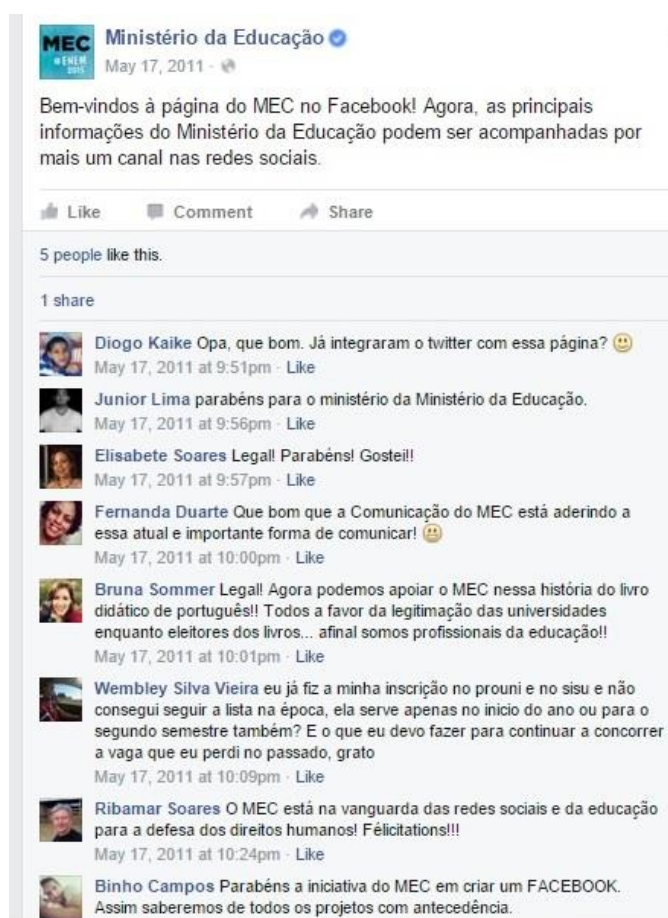 MEC
#ENEM
2015
Ministério da Educação
May 17, 2011 ·
Bem-vindos à página do MEC no Facebook! Agora, as principais
informações do Ministério da Educação podem ser acompanhadas por
mais um canal nas redes sociais.
Like Comment Share
5 people like this.
1 share
Diogo Kaike Opa, que bom. Já integraram o twitter com essa página?
May 17, 2011 at 9:51pm · Like
Junior Lima parabéns para o ministério da Ministério da Educação.
May 17, 2011 at 9:56pm · Like
Elisabete Soares Legal! Parabéns! Gostei!!
May 17, 2011 at 9:57pm · Like
Fernanda Duarte Que bom que a Comunicação do MEC está aderindo a
essa atual e importante forma de comunicar!
May 17, 2011 at 10:00pm · Like
Bruna Sommer Legal! Agora podemos apoiar o MEC nessa história do livro
didático de português!! Todos a favor da legitimação das universidades
enquanto eleitores dos livros... afinal somos profissionais da educação!!
May 17, 2011 at 10:01pm · Like
Wembley Silva Vieira eu já fiz a minha inscrição no prouni e no sisu e não
consegui seguir a lista na época, ela serve apenas no inicio do ano ou para o
segundo semestre também? E o que eu devo fazer para continuar a concorrer
a vaga que eu perdi no passado, grato
May 17, 2011 at 10:09pm · Like
Ribamar Soares O MEC está na vanguarda das redes sociais e da educação
para a defesa dos direitos humanos! Félicitations!!!
May 17, 2011 at 10:24pm · Like
Binho Campos Parabéns a iniciativa do MEC em criar um FACEBOOK.
Assim saberemos de todos os projetos com antecedência.